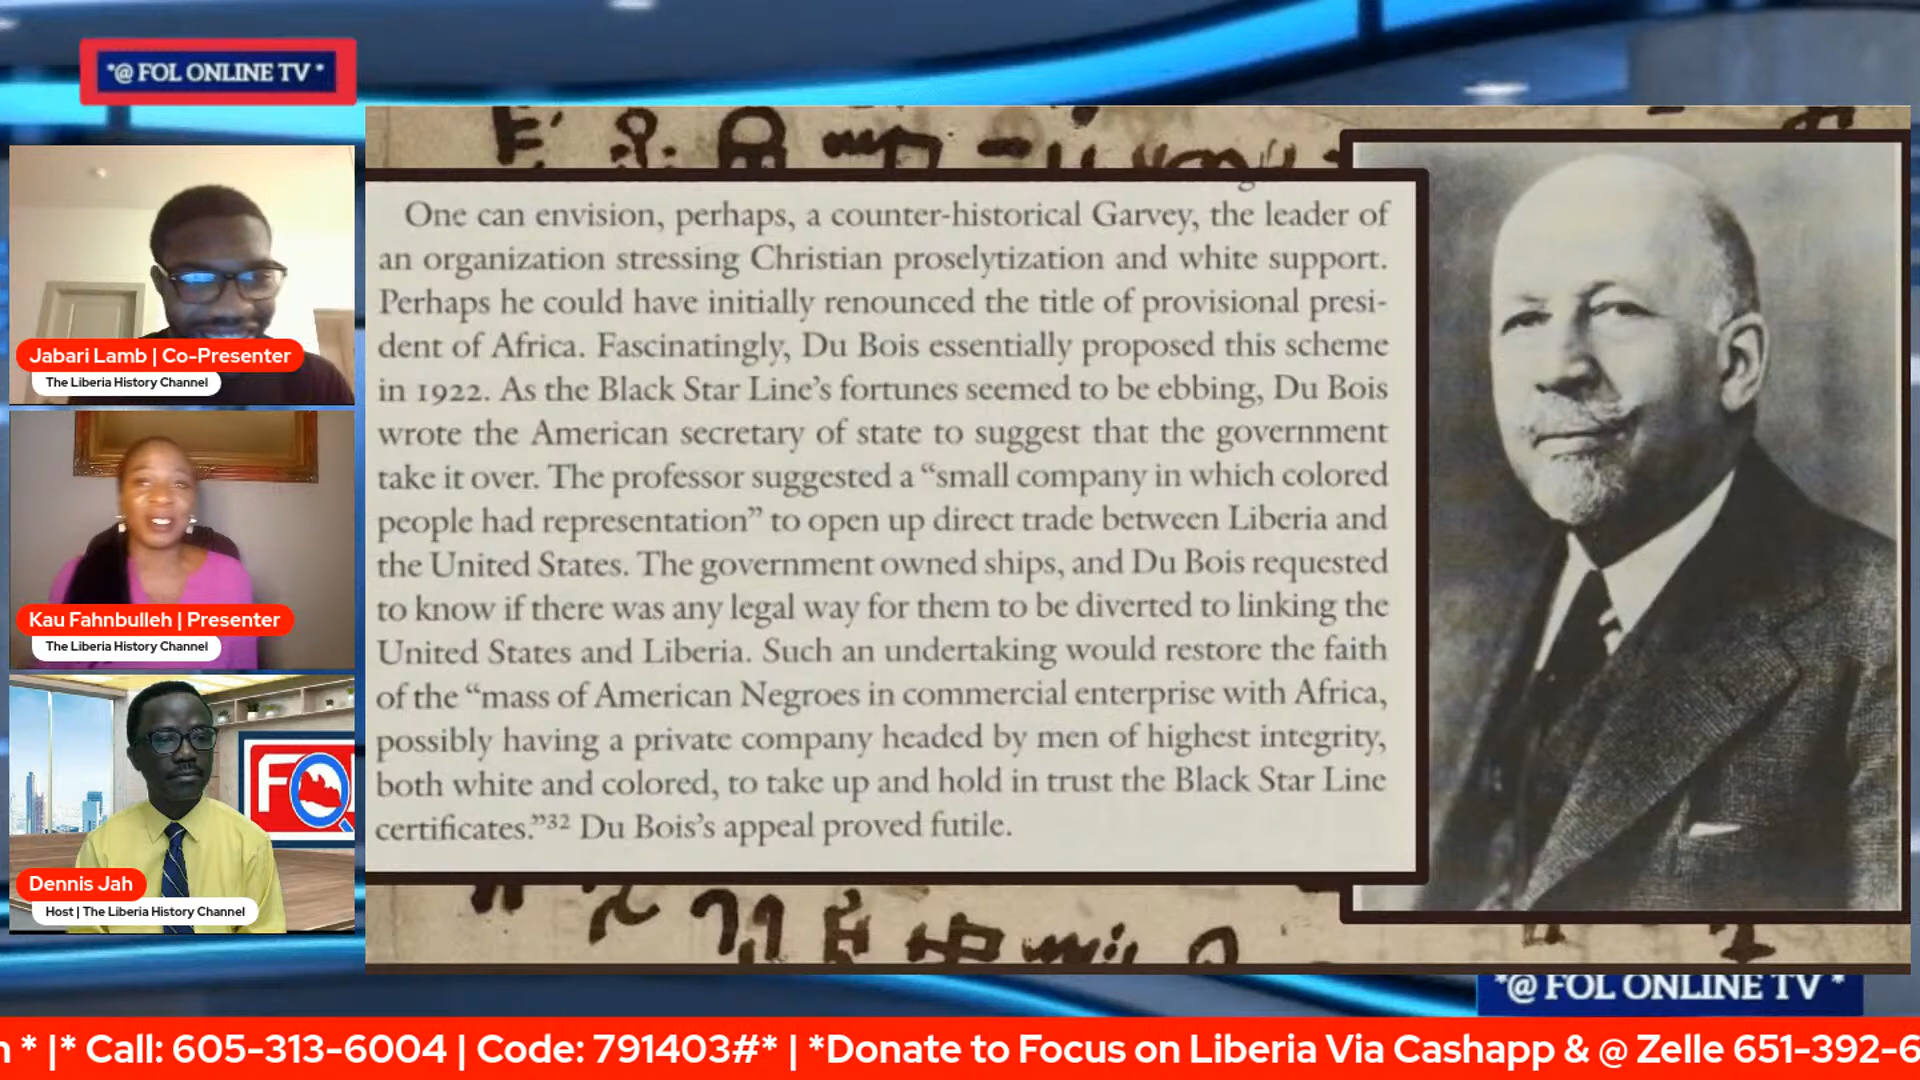 *@ FOL ONLINE TV *
Jabari Lamb | Co-Presenter
The Liberia History Channel
Kau Fahnbulleh | Presenter
The Liberia History Channel
Dennis Jah
Host | The Liberia History Channel
One can envision, perhaps, a counter-historical Garvey, the leader of
an organization stressing Christian proselytization and white support.
Perhaps he could have initially renounced the title of provisional presi-
dent of Africa. Fascinatingly, Du Bois essentially proposed this scheme
in 1922. As the Black Star Line’s fortunes seemed to be ebbing, Du Bois
wrote the American secretary of state to suggest that the government
take it over. The professor suggested a “small company in which colored
people had representation” to open up direct trade between Liberia and
the United States. The government owned ships, and Du Bois requested
to know if there was any legal way for them to be diverted to linking the
United States and Liberia. Such an undertaking would restore the faith
of the “mass of American Negroes in commercial enterprise with Africa,
possibly having a private company headed by men of highest integrity,
both white and colored, to take up and hold in trust the Black Star Line
certificates.”32 Du Bois’s appeal proved futile.
*@ FOL ONLINE TV *
* |* Call: 605-313-6004 | Code: 791403#* | *Donate to Focus on Liberia Via Cashapp & @ Zelle 651-392-6